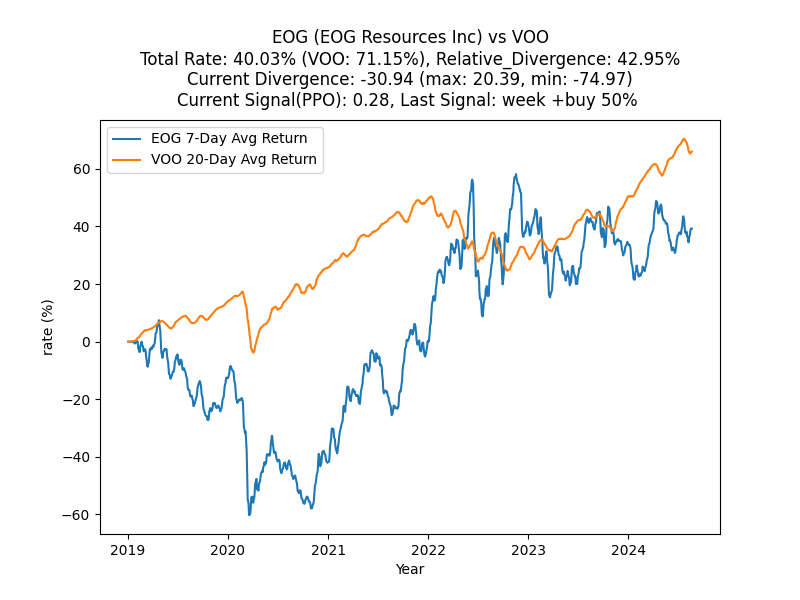 EOG (EOG Resources Inc) vs VOO
Total Rate: 40.03% (VOO: 71.15%), Relative_Divergence: 42.95%
Current Divergence: -30.94 (max: 20.39, min: -74.97)
Current Signal(PPO): 0.28, Last Signal: week +buy 50%
EOG 7-Day Avg Return
VOO 20-Day Avg Return
rate (%)
60
40
20
0
−20
−40
−60
2019
2020
2021
2022
2023
2024
Year